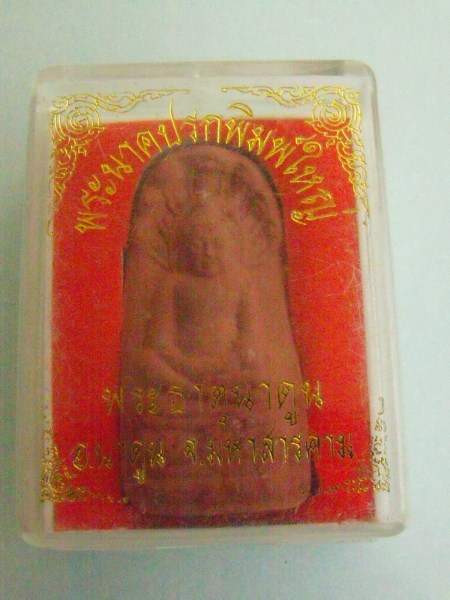 พระนาคปรกพิมพ์ใหญ่
พระธาตุนาดูน
อ.นาดูน จ.มหาสารคาม